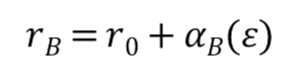 r_B = r_0 + α_B(ε)